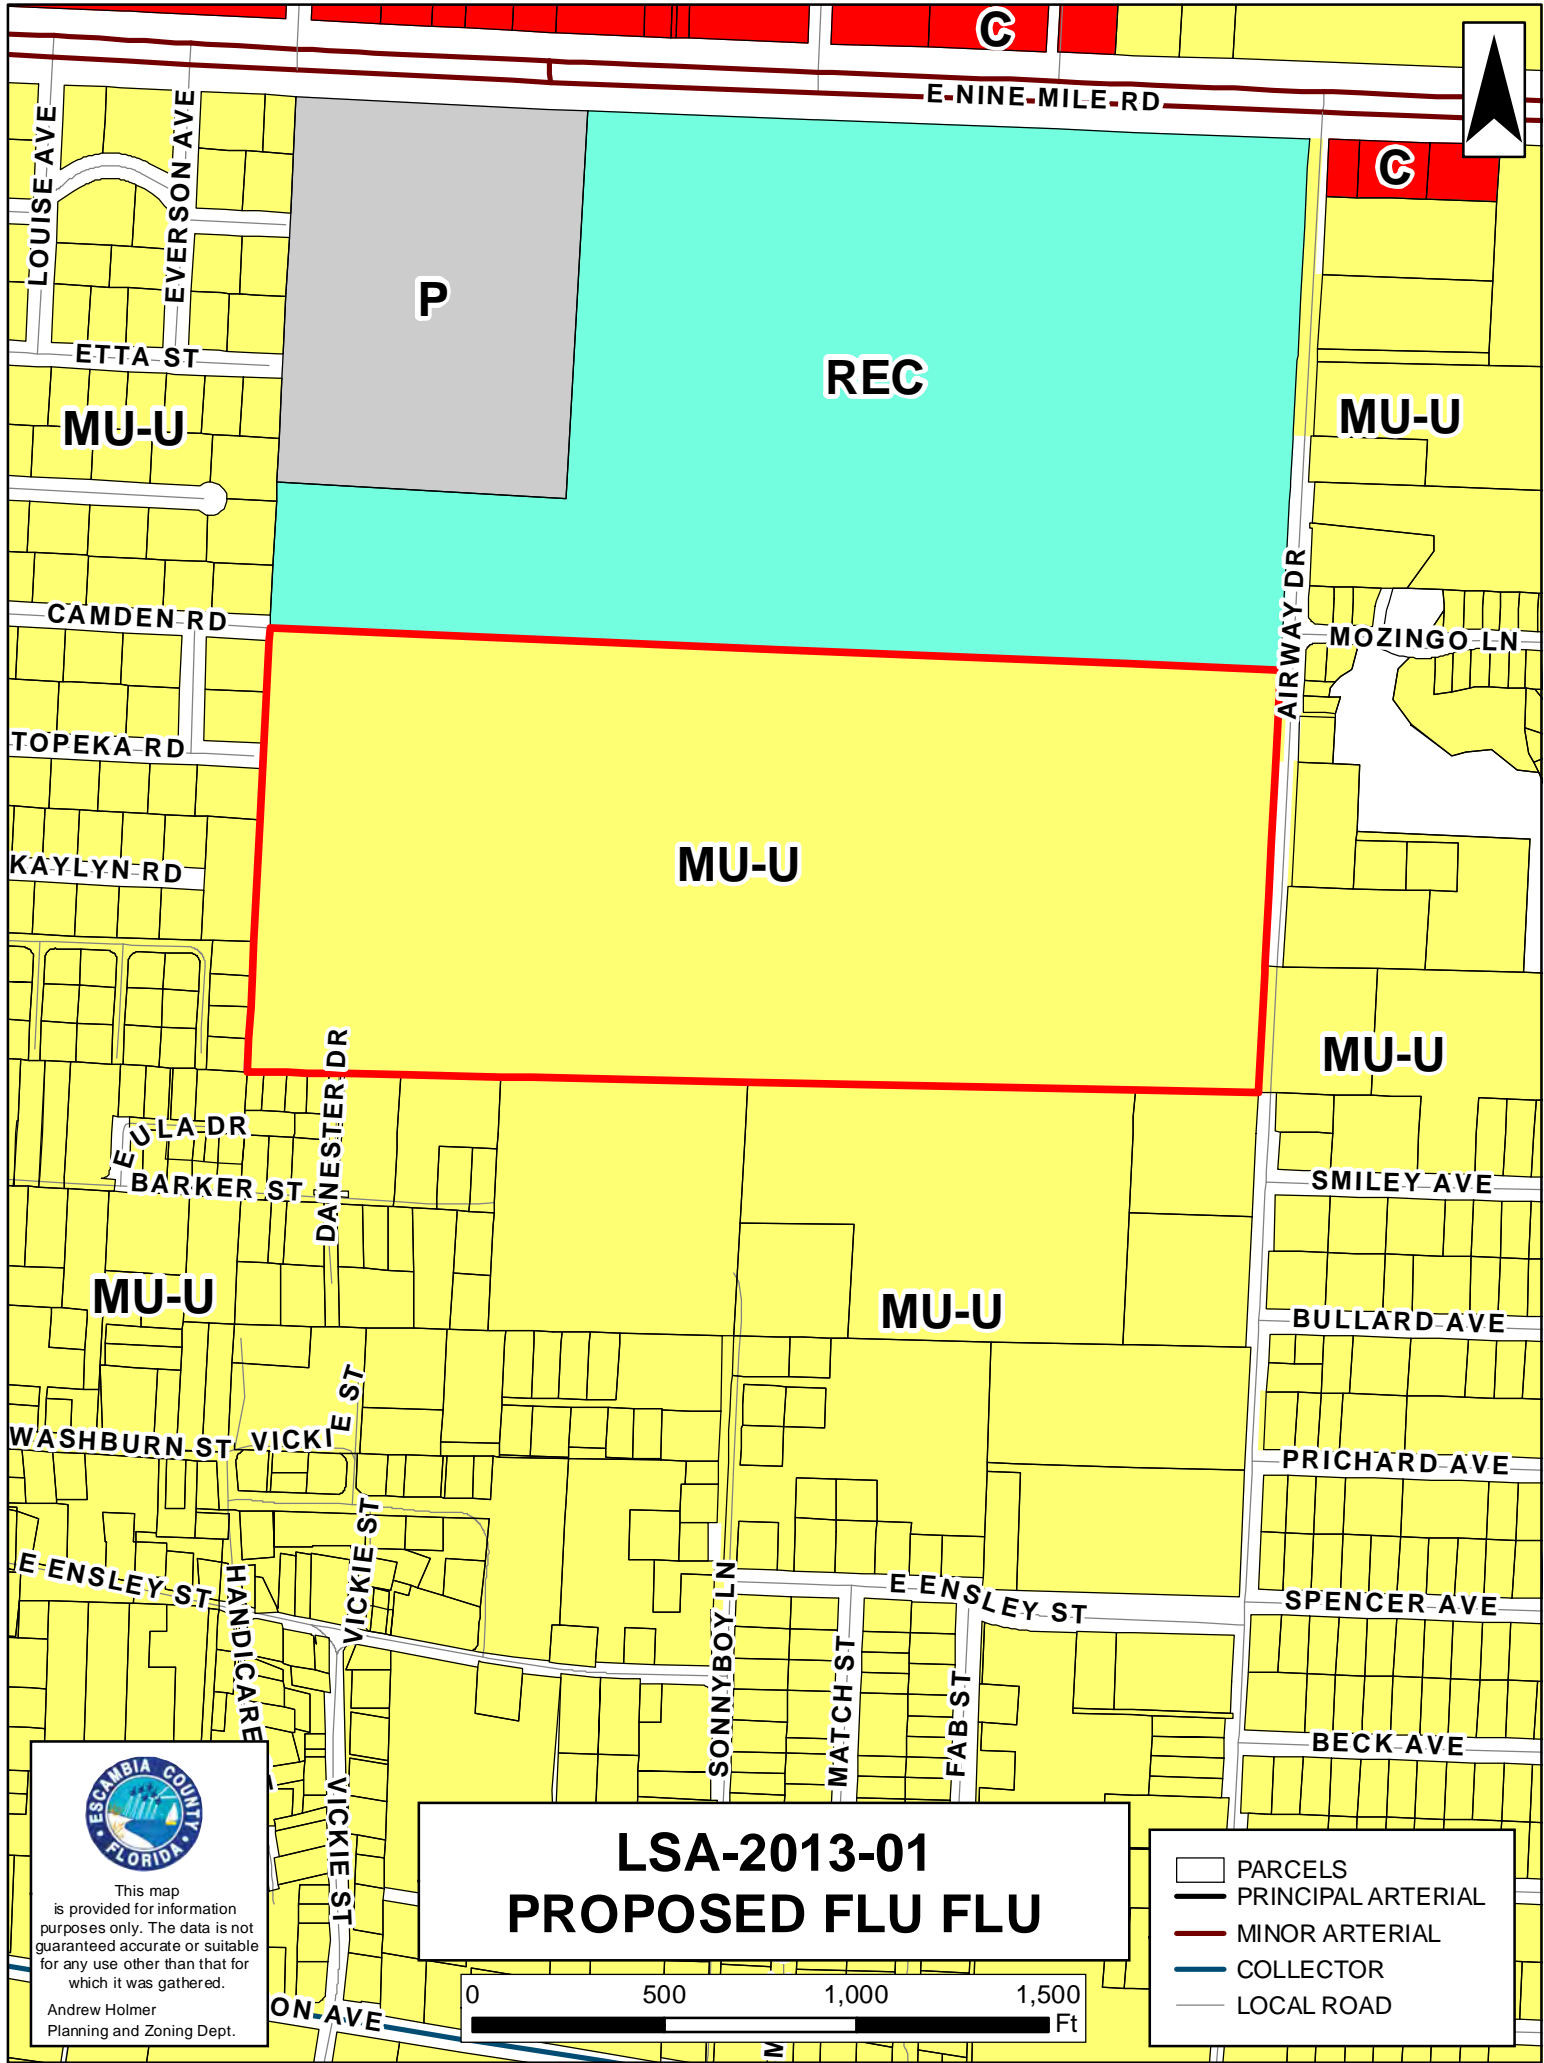 C
E NINE MILE RD
C
LOUISE AVE
EVERSON AVE
P
REC
ETTA ST
MU-U
MU-U
AIRWAY DR
CAMDEN RD
MOZINGO LN
TOPEKA RD
MU-U
KAYLYN RD
MU-U
DANESTER DR
EULA DR
BARKER ST
SMILEY AVE
MU-U
MU-U
BULLARD AVE
VICKIE ST
WASHBURN ST
PRICHARD AVE
E ENSLEY ST
HANDICARE
VICKIE ST
SONNYBOY LN
E ENSLEY ST
SPENCER AVE
MATCH ST
FAB ST
BECK AVE
VICKIE ST
ESCAMBIA COUNTY
FLORIDA
This map
is provided for information
purposes only. The data is not
guaranteed accurate or suitable
for any use other than that for
which it was gathered.
Andrew Holmer
Planning and Zoning Dept.
ON AVE
LSA-2013-01
PROPOSED FLU FLU
0 500 1,000 1,500
Ft
PARCELS
PRINCIPAL ARTERIAL
MINOR ARTERIAL
COLLECTOR
LOCAL ROAD